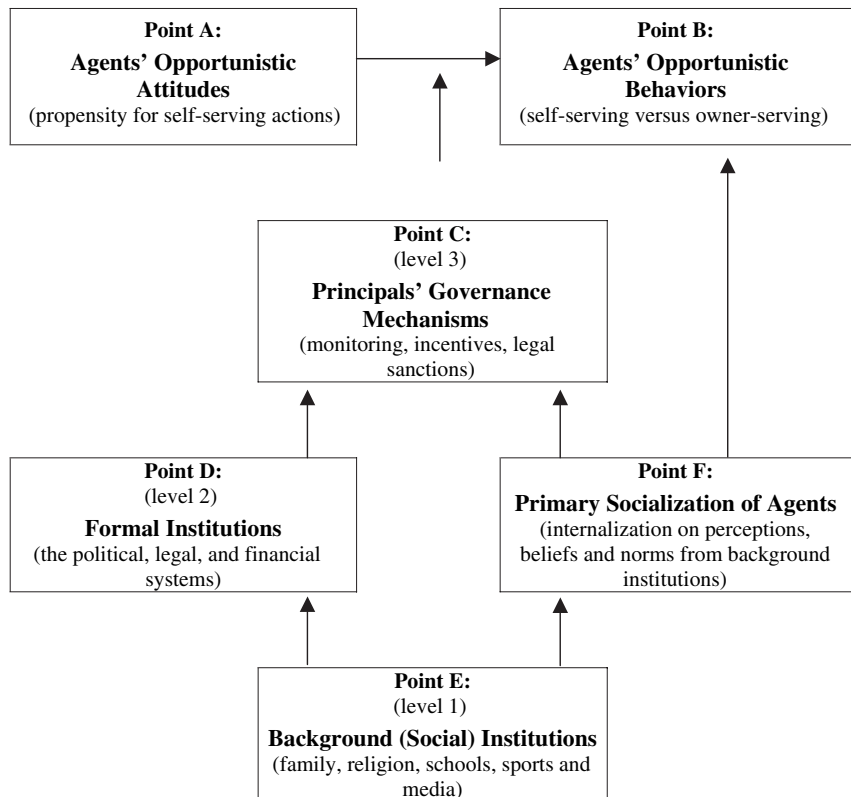 Point A:
Agents’ Opportunistic
Attitudes
(propensity for self-serving actions)
Point B:
Agents’ Opportunistic
Behaviors
(self-serving versus owner-serving)
Point C:
(level 3)
Principals’ Governance
Mechanisms
(monitoring, incentives, legal
sanctions)
Point D:
(level 2)
Formal Institutions
(the political, legal, and financial
systems)
Point F:
Primary Socialization of Agents
(internalization on perceptions,
beliefs and norms from background
institutions)
Point E:
(level 1)
Background (Social) Institutions
(family, religion, schools, sports and
media)